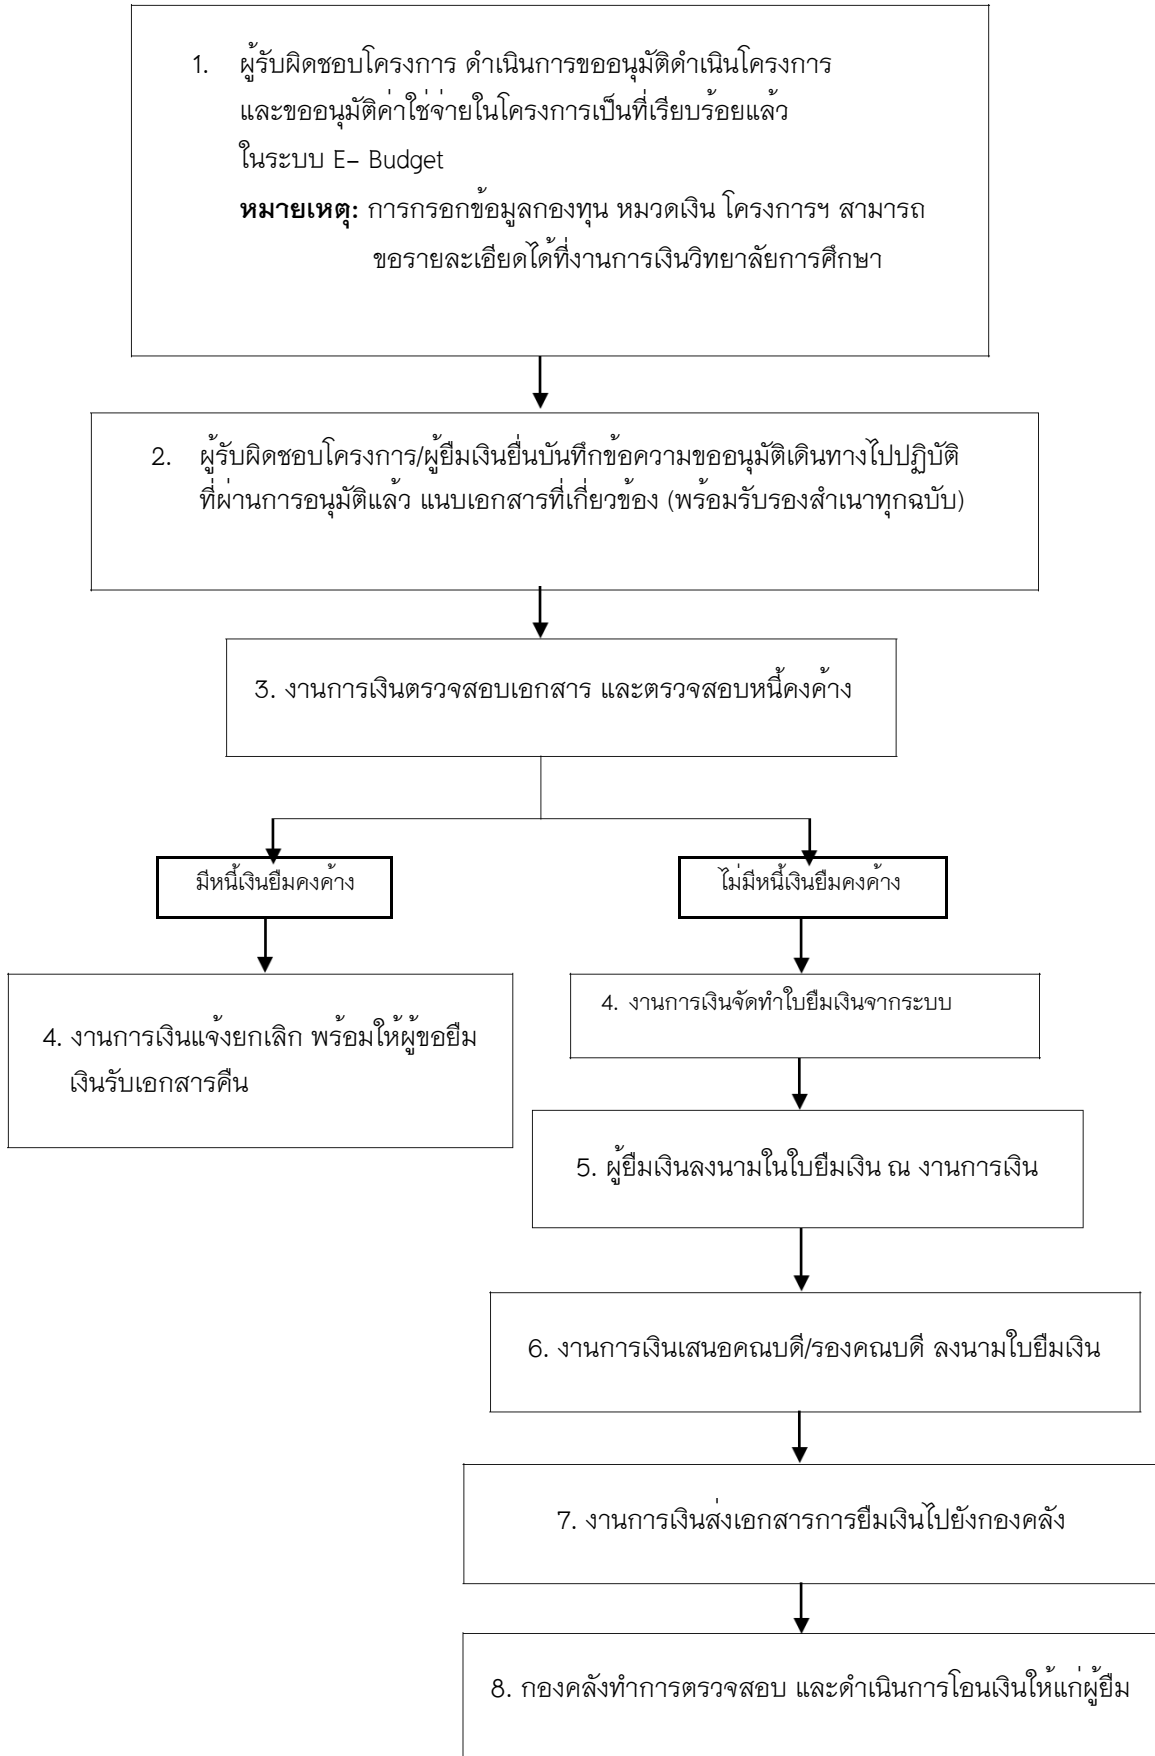 1. ผู้รับผิดชอบโครงการ ดำเนินการขออนุมัติดำเนินโครงการ
และขออนุมัติค่าใช้จ่ายในโครงการเป็นที่เรียบร้อยแล้ว
ในระบบ E– Budget
หมายเหตุ: การกรอกข้อมูลกองทุน หมวดเงิน โครงการฯ สามารถ
ขอรายละเอียดได้ที่งานการเงินวิทยาลัยการศึกษา
2. ผู้รับผิดชอบโครงการ/ผู้ยืมเงินยื่นบันทึกข้อความขออนุมัติเดินทางไปปฏิบัติ
ที่ผ่านการอนุมัติแล้ว แนบเอกสารที่เกี่ยวข้อง (พร้อมรับรองสำเนาทุกฉบับ)
3. งานการเงินตรวจสอบเอกสาร และตรวจสอบหนี้คงค้าง
มีหนี้เงินยืมคงค้าง
ไม่มีหนี้เงินยืมคงค้าง
4. งานการเงินแจ้งยกเลิก พร้อมให้ผู้ขอยืม
เงินรับเอกสารคืน
4. งานการเงินจัดทำใบยืมเงินจากระบบ
5. ผู้ยืมเงินลงนามในใบยืมเงิน ณ งานการเงิน
6. งานการเงินเสนอคณบดี/รองคณบดี ลงนามใบยืมเงิน
7. งานการเงินส่งเอกสารการยืมเงินไปยังกองคลัง
8. กองคลังทำการตรวจสอบ และดำเนินการโอนเงินให้แก่ผู้ยืม